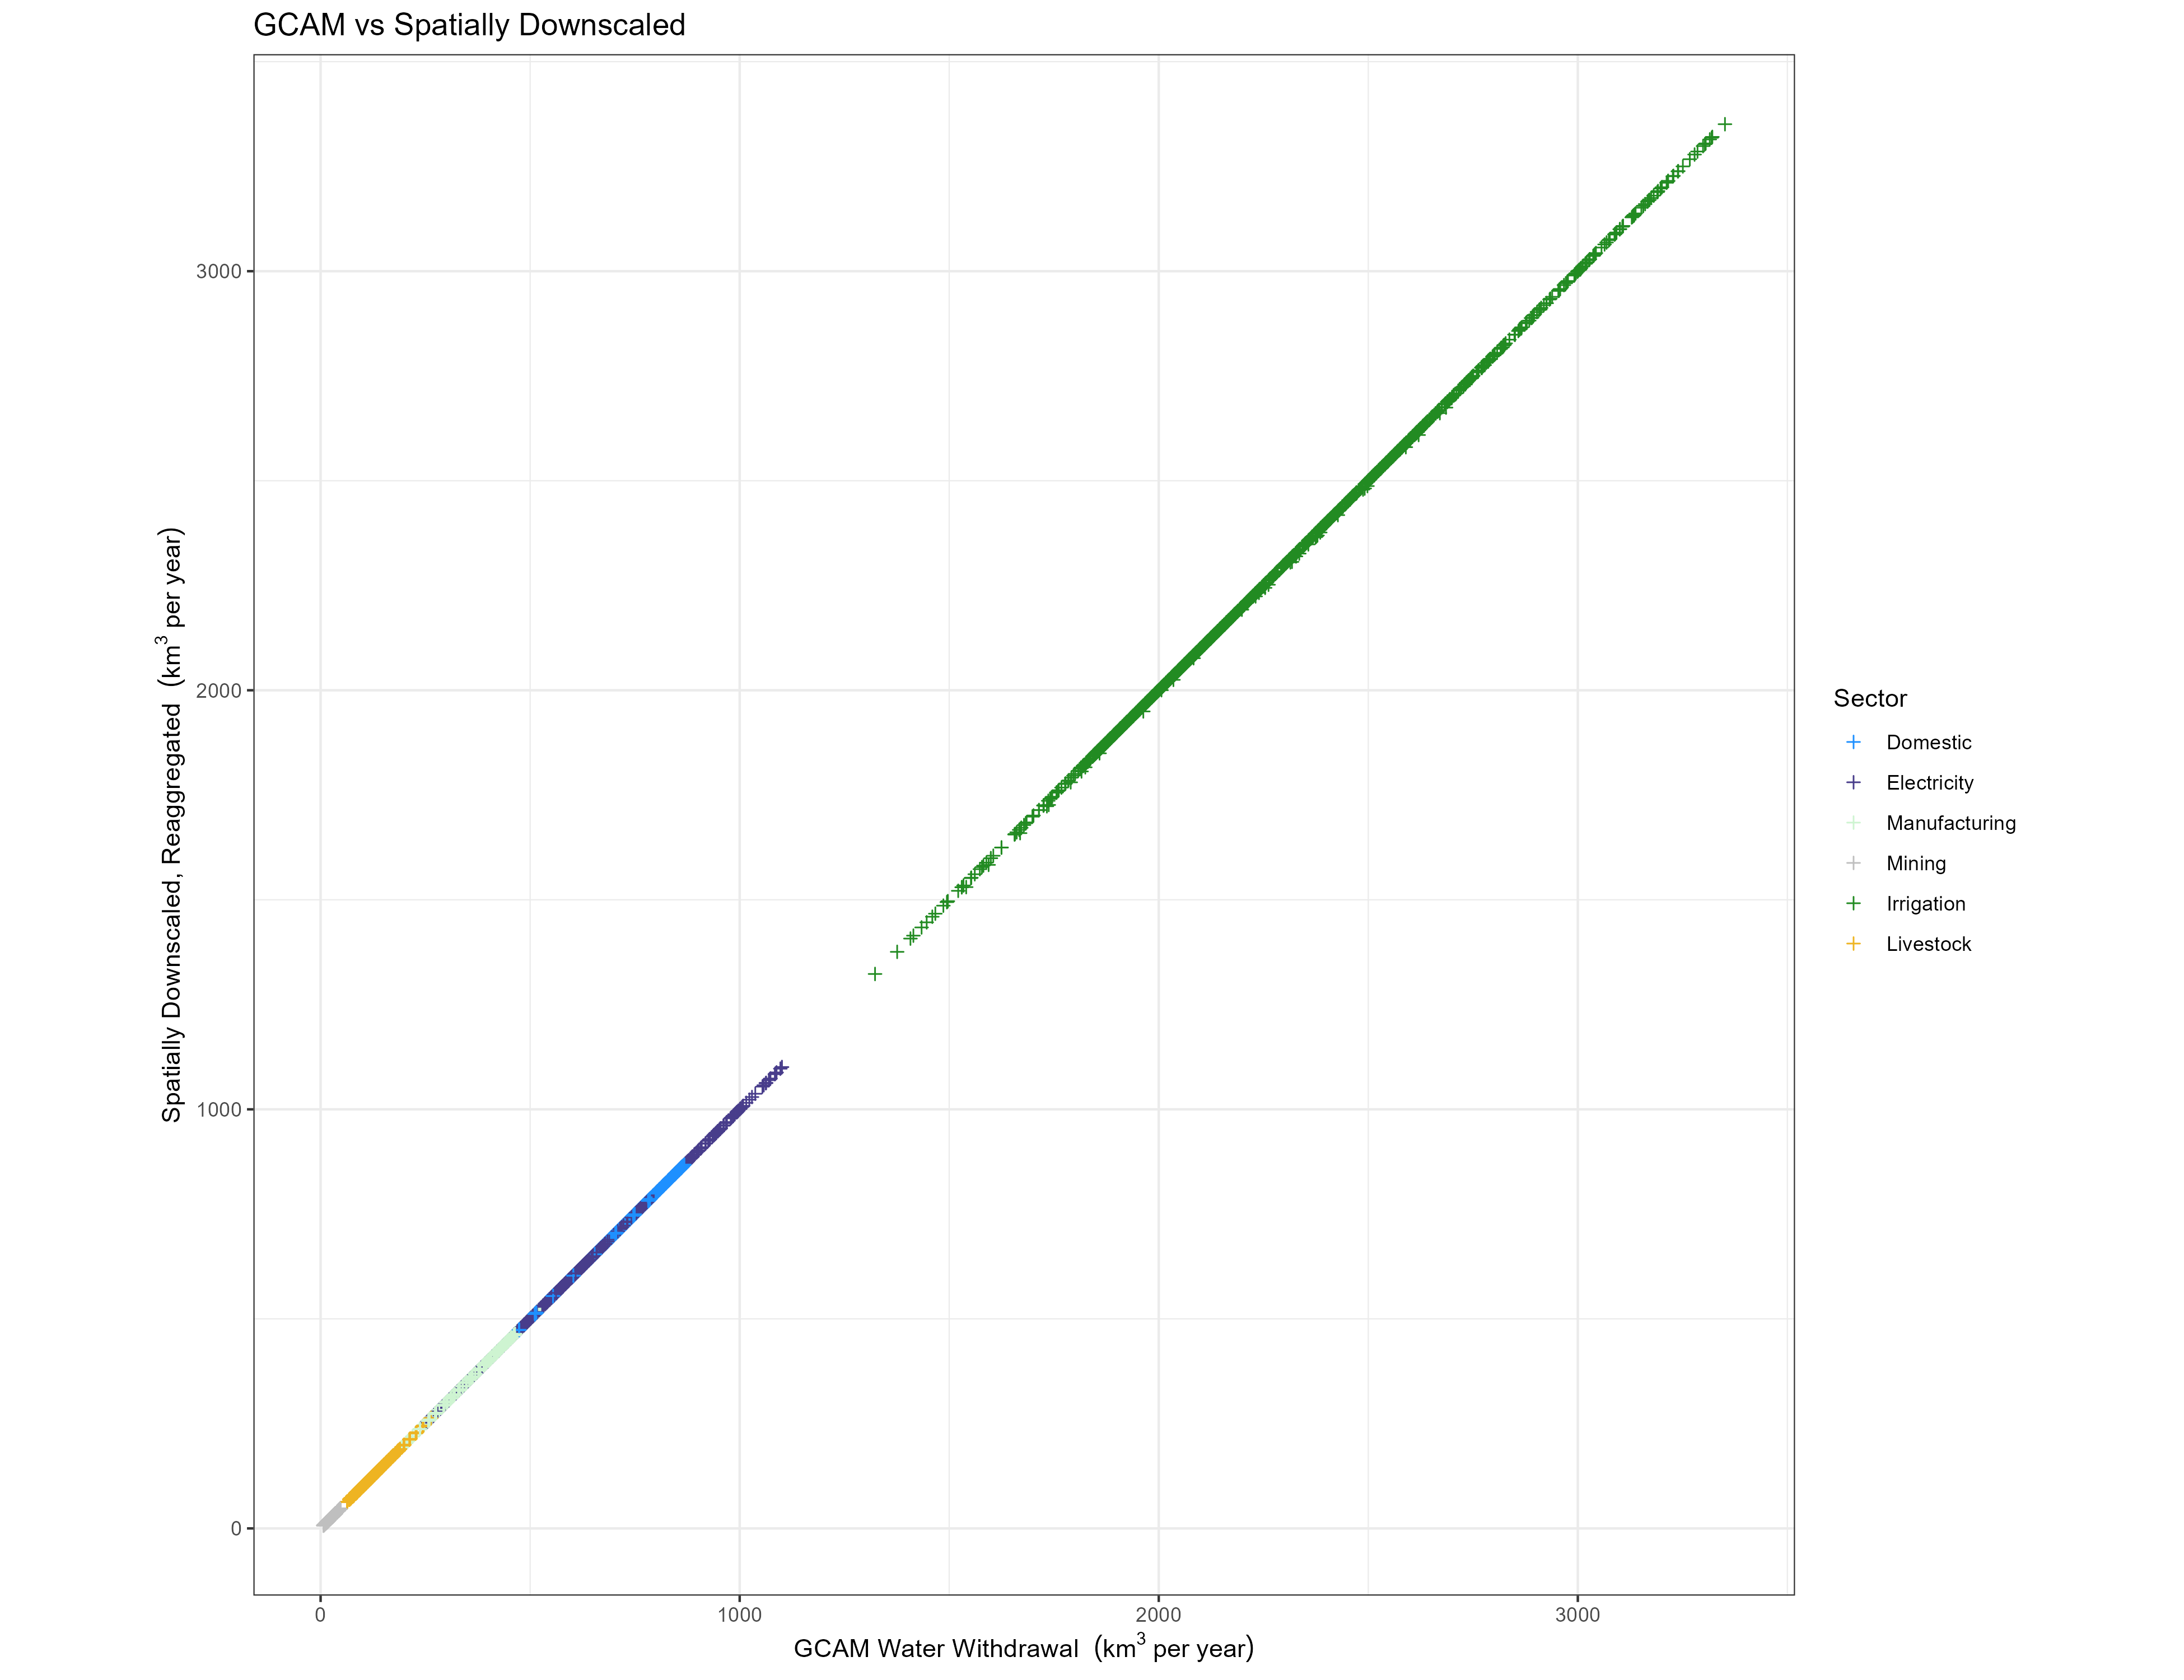 GCAM vs Spatially Downscaled
Spatially Downscaled, Reaggregated (km³ per year)
3000
2000
1000
0
0
1000
2000
3000
GCAM Water Withdrawal (km³ per year)
Sector
Domestic
Electricity
Manufacturing
Mining
Irrigation
Livestock